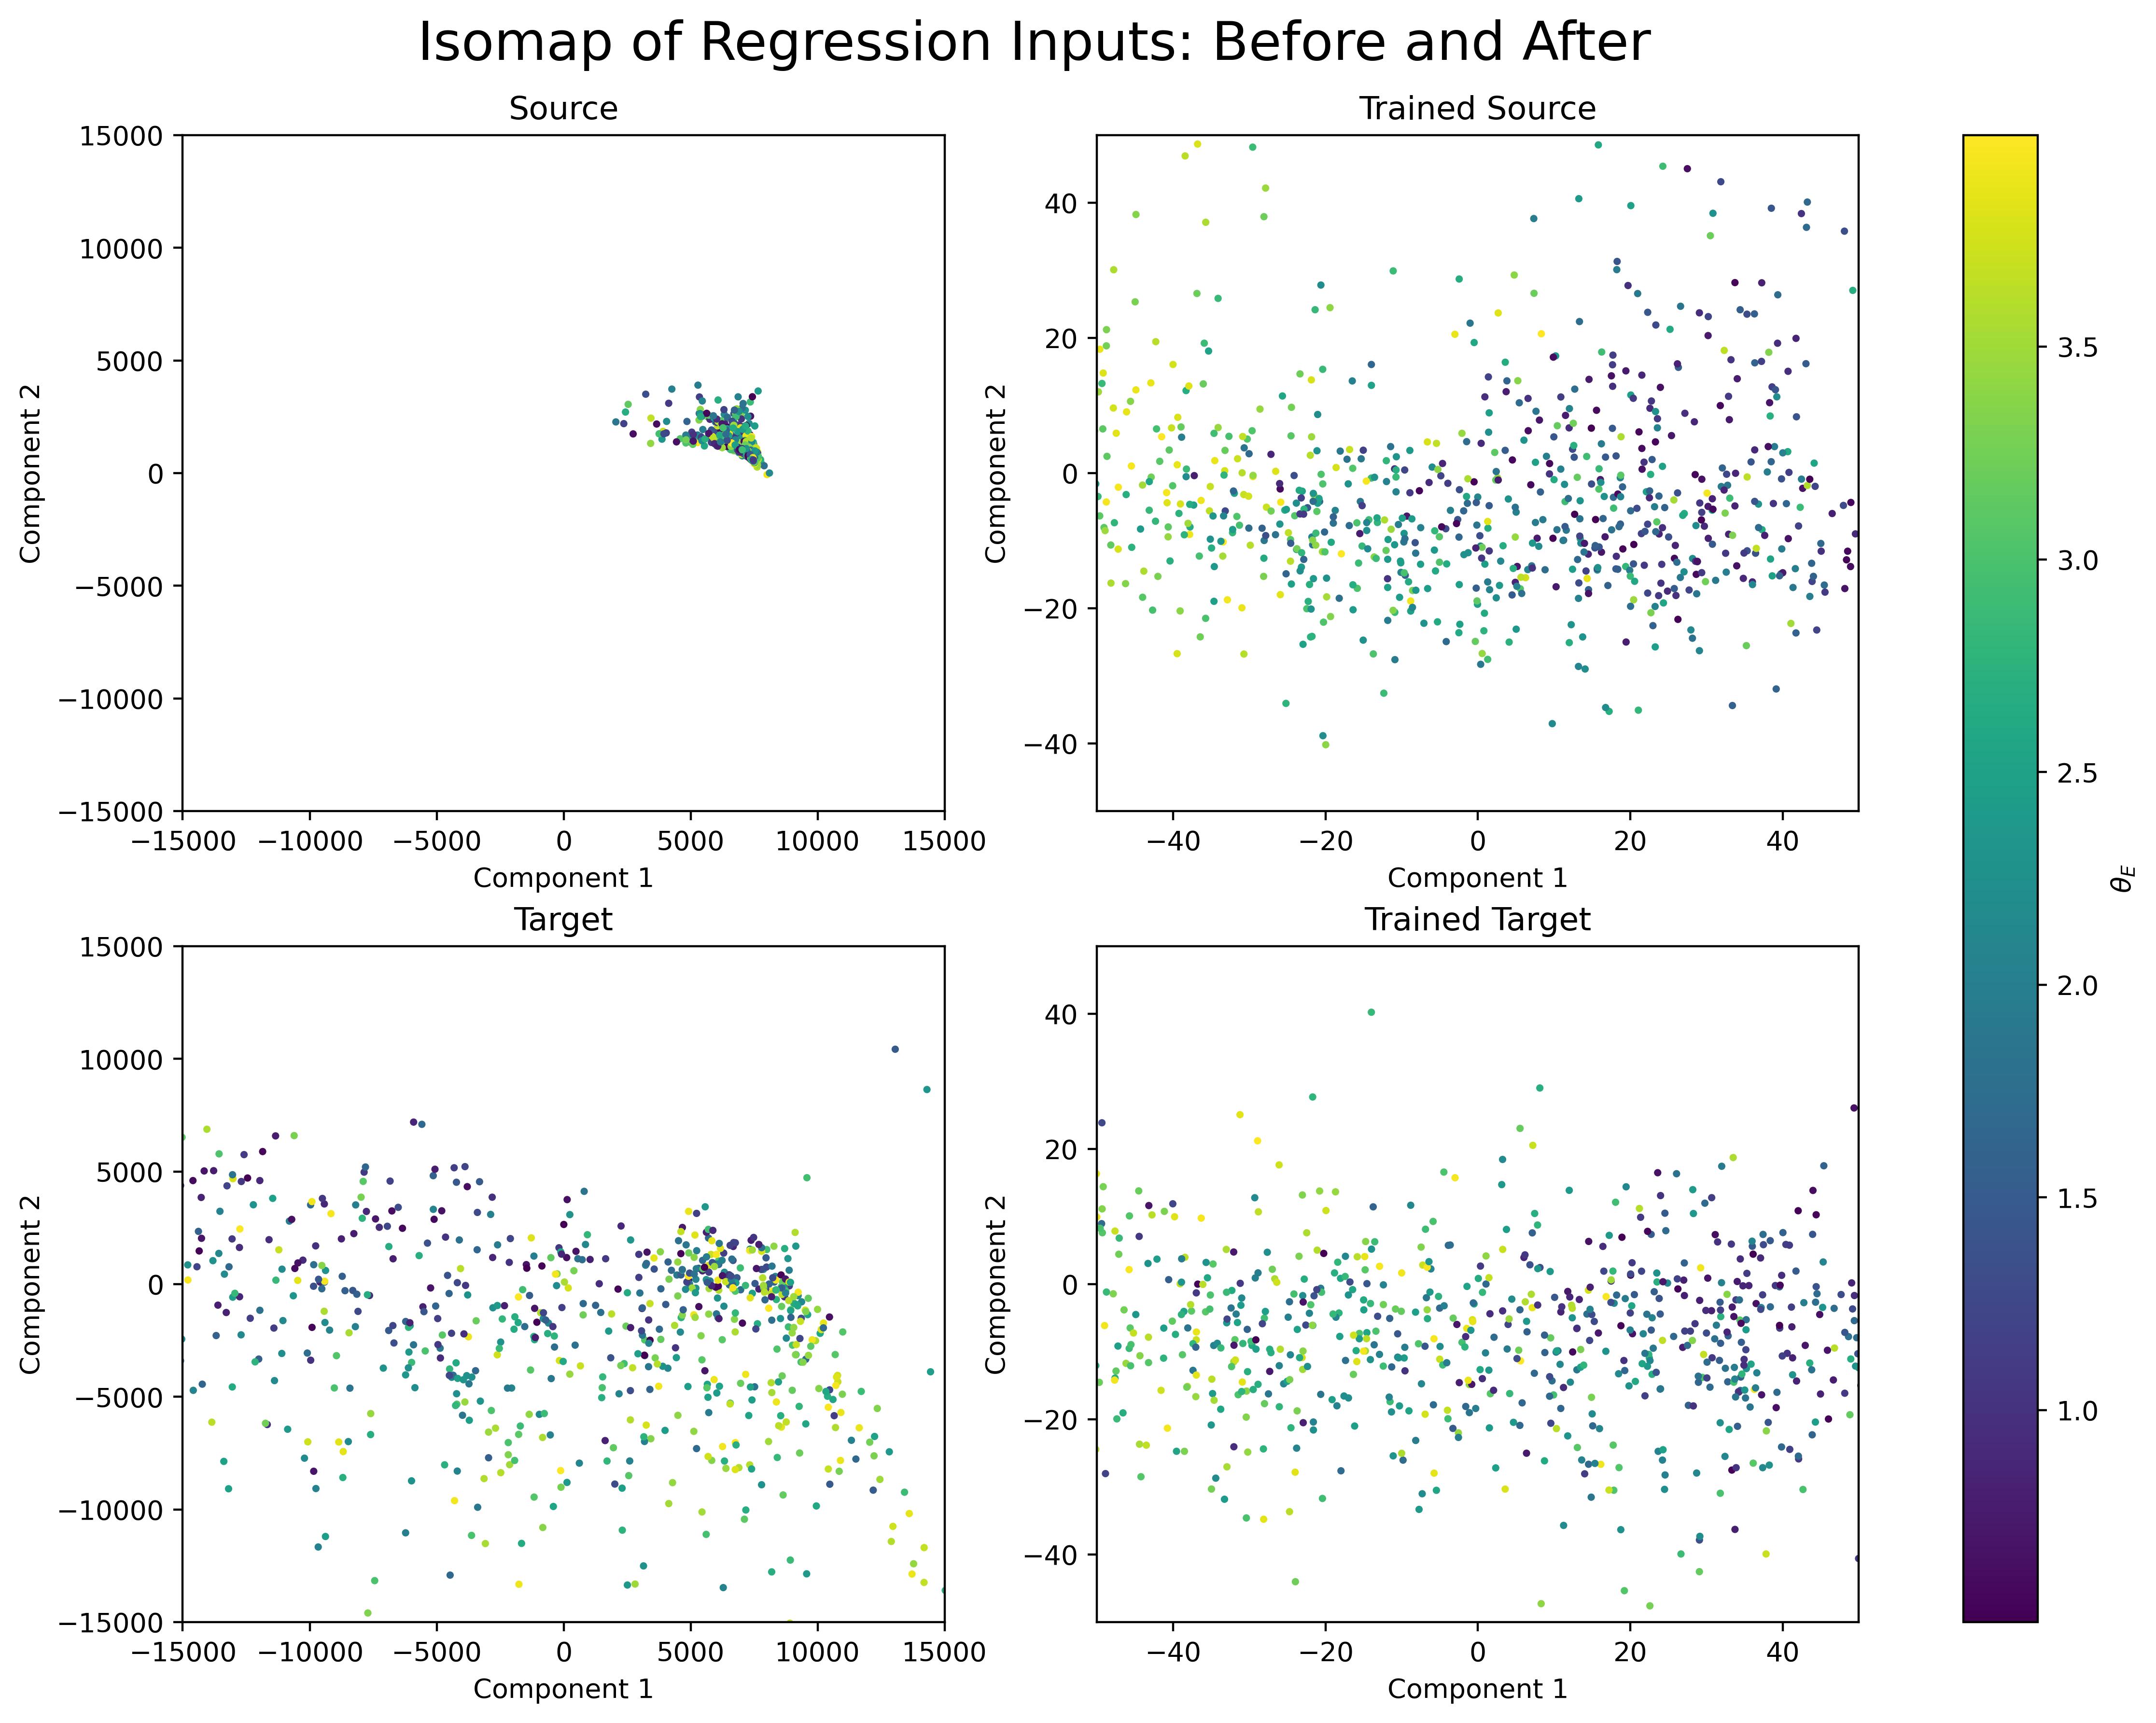 Isomap of Regression Inputs: Before and After
Source
Trained Source
15000
10000
5000
0
−5000
−10000
−15000
Component 2
−15000 −10000 −5000 0 5000 10000 15000
Component 1
40
20
0
−20
−40
Component 2
−40 −20 0 20 40
Component 1
Target
Trained Target
15000
10000
5000
0
−5000
−10000
−15000
Component 2
−15000 −10000 −5000 0 5000 10000 15000
Component 1
40
20
0
−20
−40
Component 2
−40 −20 0 20 40
Component 1
3.5
3.0
2.5
2.0
1.5
1.0
θ_E